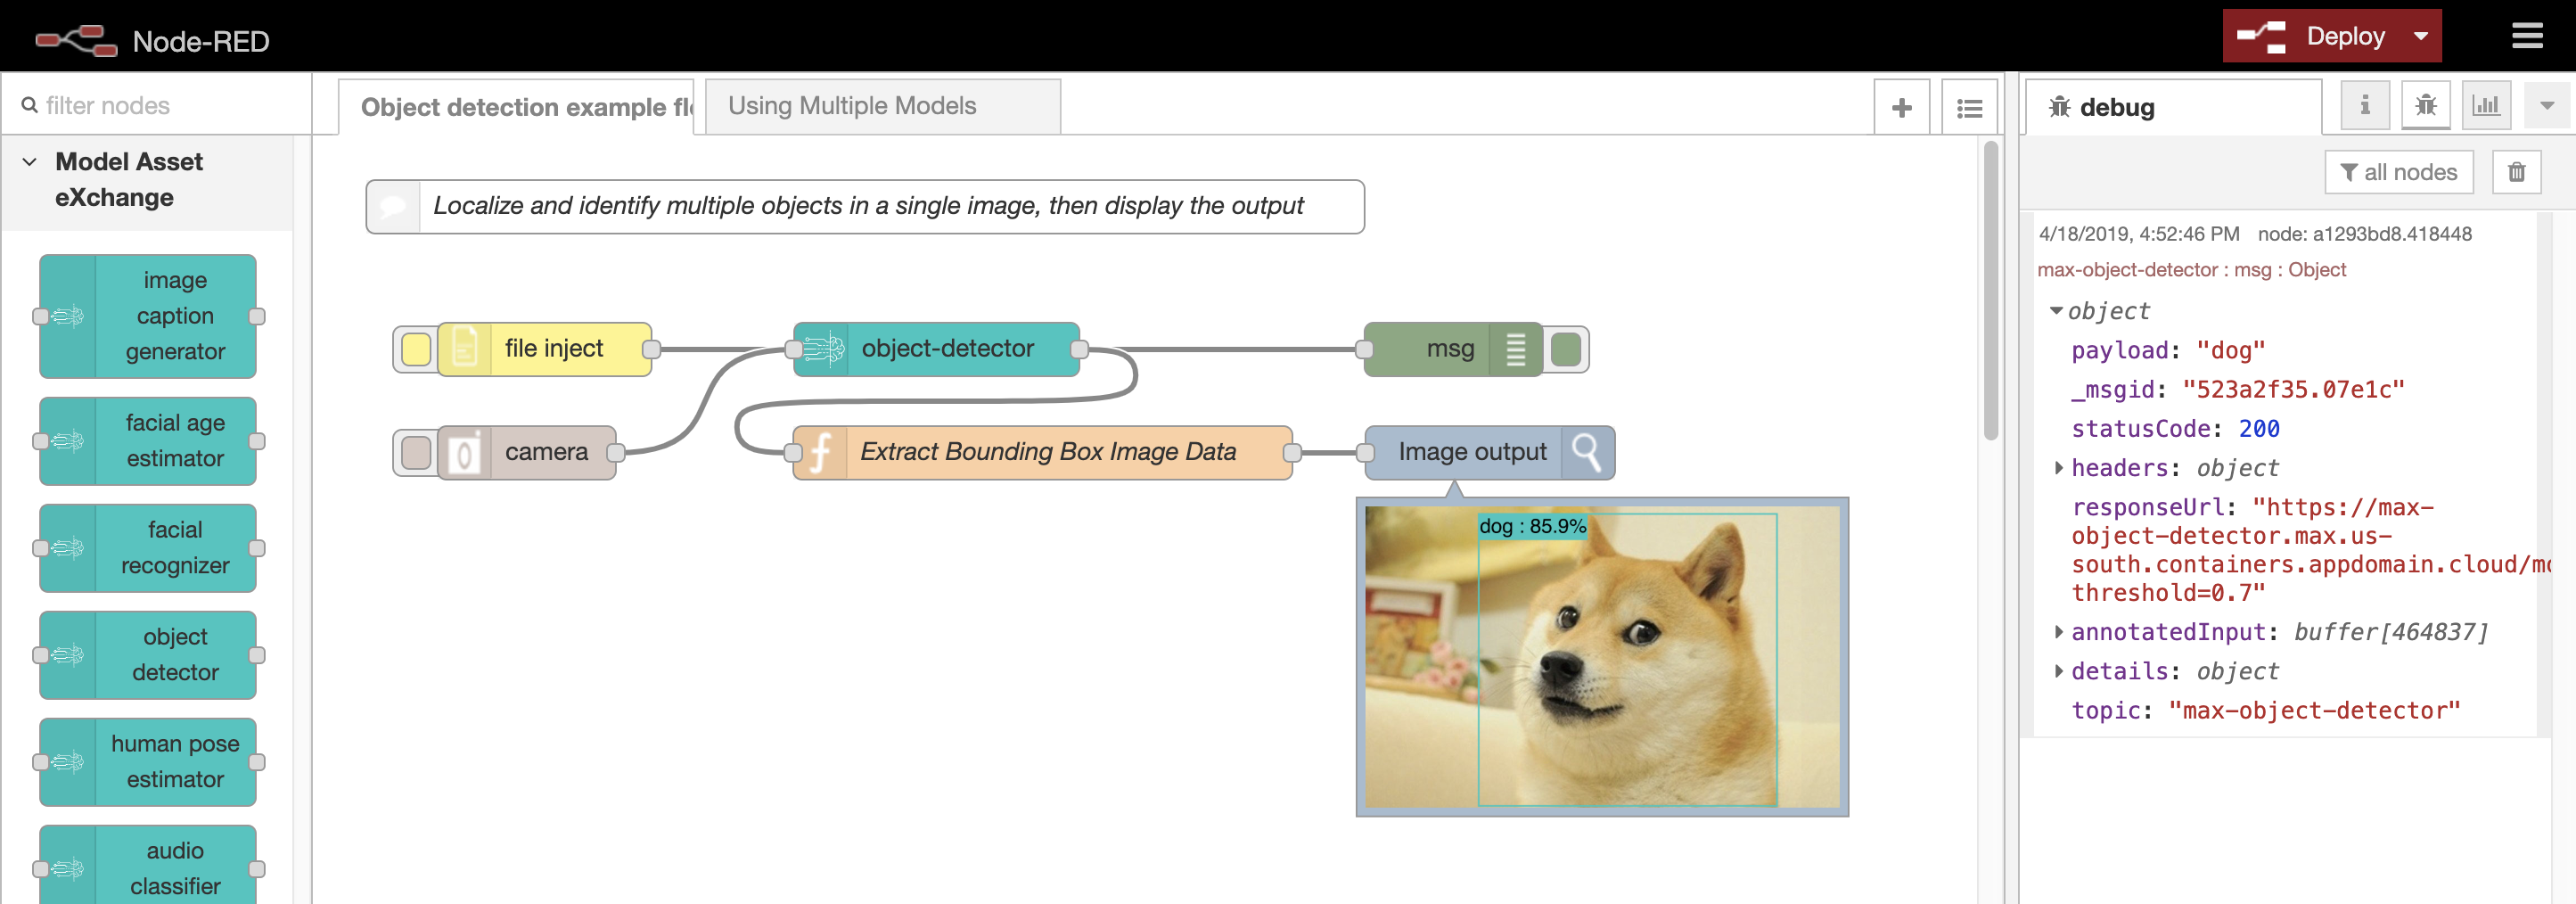 Node-RED
Deploy
filter nodes
Object detection example fl
Using Multiple Models
debug
all nodes
Model Asset
eXchange
image
caption
generator
facial age
estimator
facial
recognizer
object
detector
human pose
estimator
audio
classifier
Localize and identify multiple objects in a single image, then display the output
file inject
object-detector
msg
camera
Extract Bounding Box Image Data
Image output
dog : 85.9%
4/18/2019, 4:52:46 PM node: a1293bd8.418448
max-object-detector : msg : Object
object
payload: "dog"
_msgid: "523a2f35.07e1c"
statusCode: 200
headers: object
responseUrl: "https://max-
object-detector.max.us-
south.containers.appdomain.cloud/mo
threshold=0.7"
annotatedInput: buffer[464837]
details: object
topic: "max-object-detector"